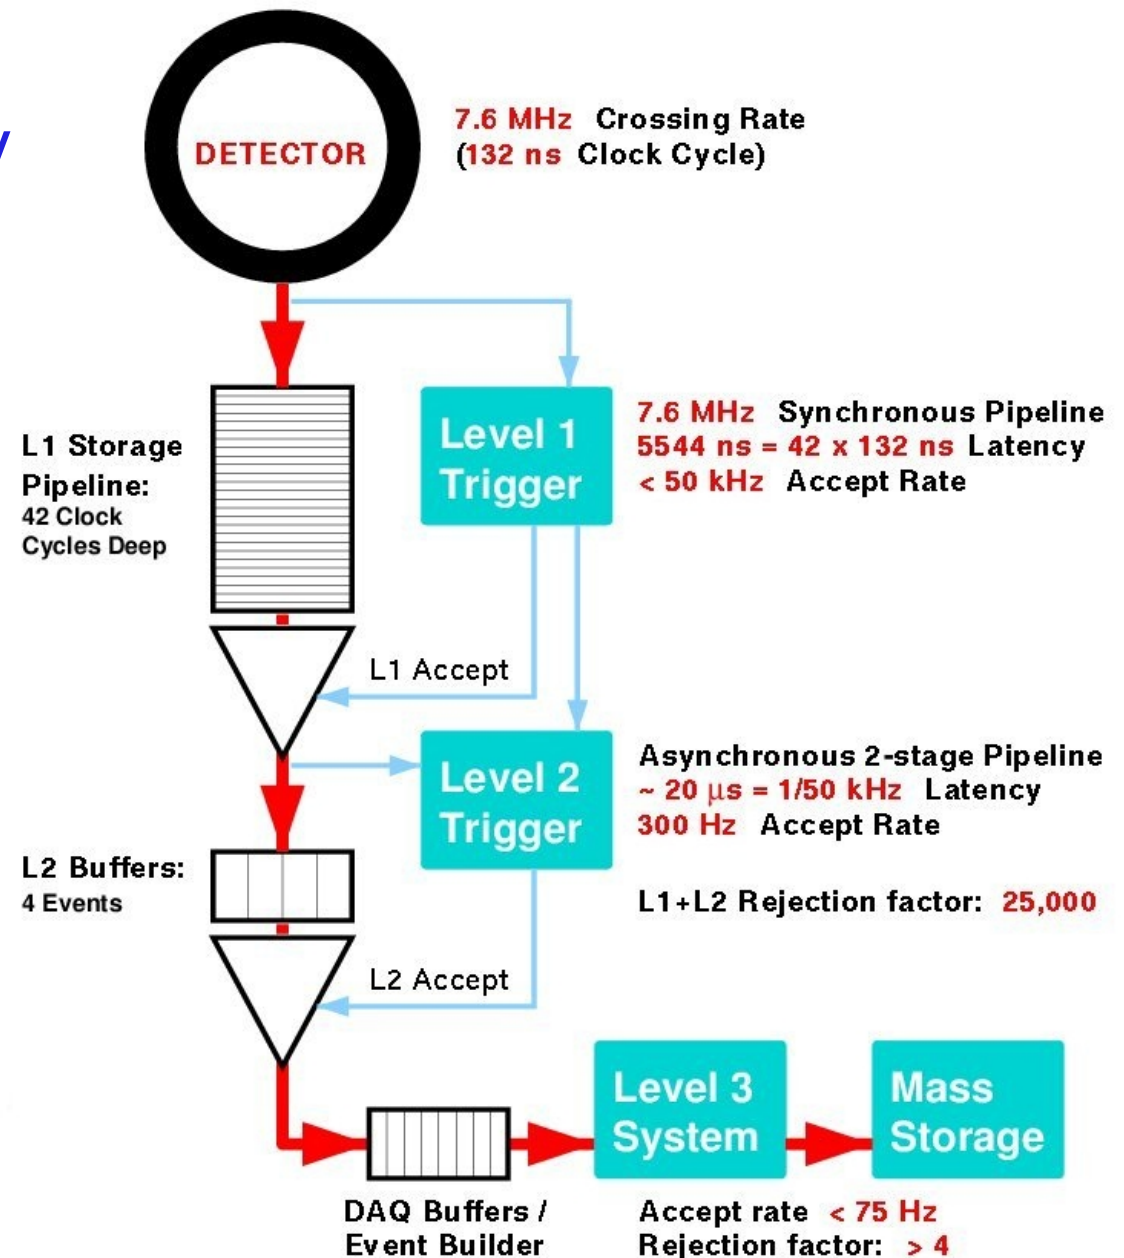 y
DETECTOR
7.6 MHz Crossing Rate
(132 ns Clock Cycle)
L1 Storage
Pipeline:
42 Clock
Cycles Deep
Level 1
Trigger
7.6 MHz Synchronous Pipeline
5544 ns = 42 x 132 ns Latency
< 50 kHz Accept Rate
L1 Accept
Level 2
Trigger
Asynchronous 2-stage Pipeline
~ 20 µs = 1/50 kHz Latency
300 Hz Accept Rate
L2 Buffers:
4 Events
L1+L2 Rejection factor: 25,000
L2 Accept
Level 3
System
Mass
Storage
DAQ Buffers /
Event Builder
Accept rate < 75 Hz
Rejection factor: > 4